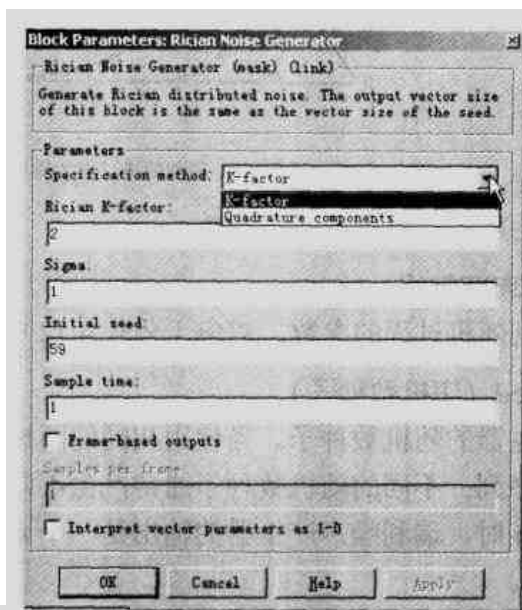 Block Parameters: Rician Noise Generator
Rician Noise Generator (mask) (link)
Generate Rician distributed noise. The output vector size
of this block is the same as the vector size of the seed.
Parameters
Specification method: K-factor
K-factor
Quadrature components
Rician K-factor:
2
Sigma:
1
Initial seed:
59
Sample time:
1
Frame-based outputs
Samples per frame:
1
Interpret vector parameters as 1-D
OK
Cancel
Help
Apply